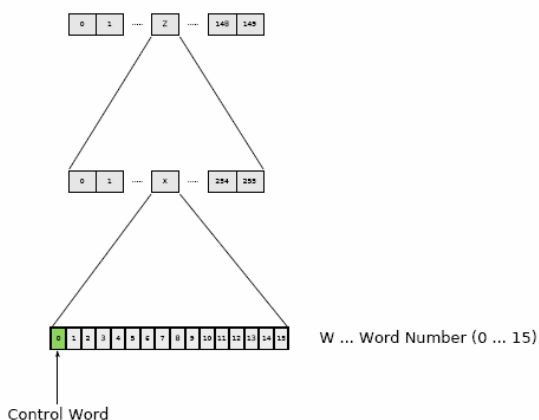 0 1 ..... Z ..... 148 149
0 1 ..... X ..... 254 255
0 1 2 3 4 5 6 7 8 9 10 11 12 13 14 15 W ... Word Number (0 ... 15)
Control Word